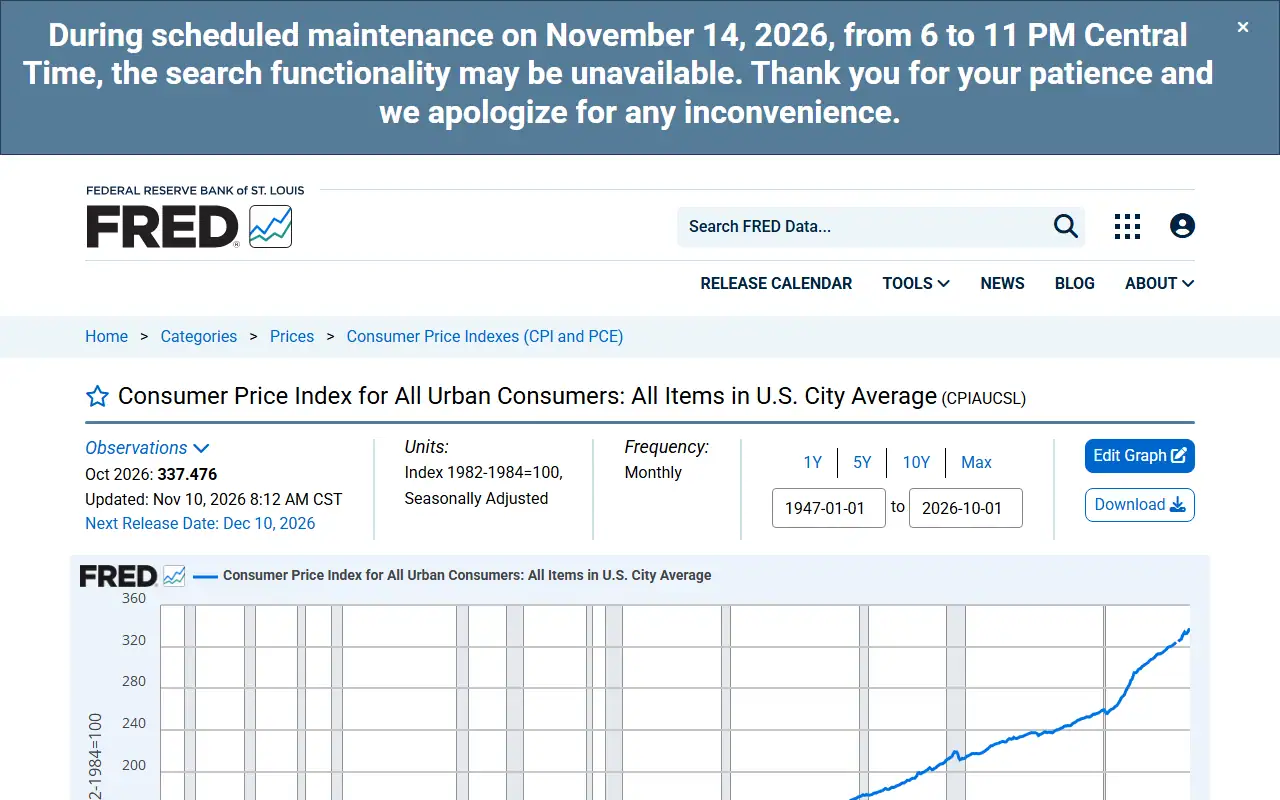 During scheduled maintenance on November 14, 2026, from 6 to 11 PM Central
Time, the search functionality may be unavailable. Thank you for your patience and
we apologize for any inconvenience.
×
FEDERAL RESERVE BANK of ST. LOUIS
FRED®
Search FRED Data...
RELEASE CALENDAR TOOLS NEWS BLOG ABOUT
Home > Categories > Prices > Consumer Price Indexes (CPI and PCE)
Consumer Price Index for All Urban Consumers: All Items in U.S. City Average (CPIAUCSL)
Observations
Oct 2026: 337.476
Updated: Nov 10, 2026 8:12 AM CST
Next Release Date: Dec 10, 2026
Units:
Index 1982-1984=100,
Seasonally Adjusted
Frequency:
Monthly
1Y 5Y 10Y Max
1947-01-01 to 2026-10-01
Edit Graph
Download
FRED
Consumer Price Index for All Urban Consumers: All Items in U.S. City Average
360
320
280
240
200
2-1984=100